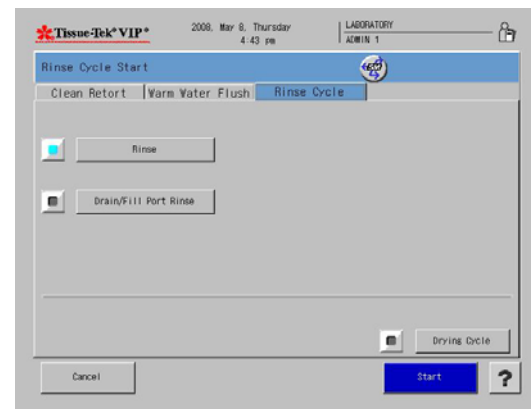 Tissue-Tek® VIP®
2008, May 8, Thursday
4:43 pm
LABORATORY
ADMIN 1
Rinse Cycle Start
Clean Retort
Warm Water Flush
Rinse Cycle
Rinse
Drain/Fill Port Rinse
Drying Cycle
Cancel
Start
?